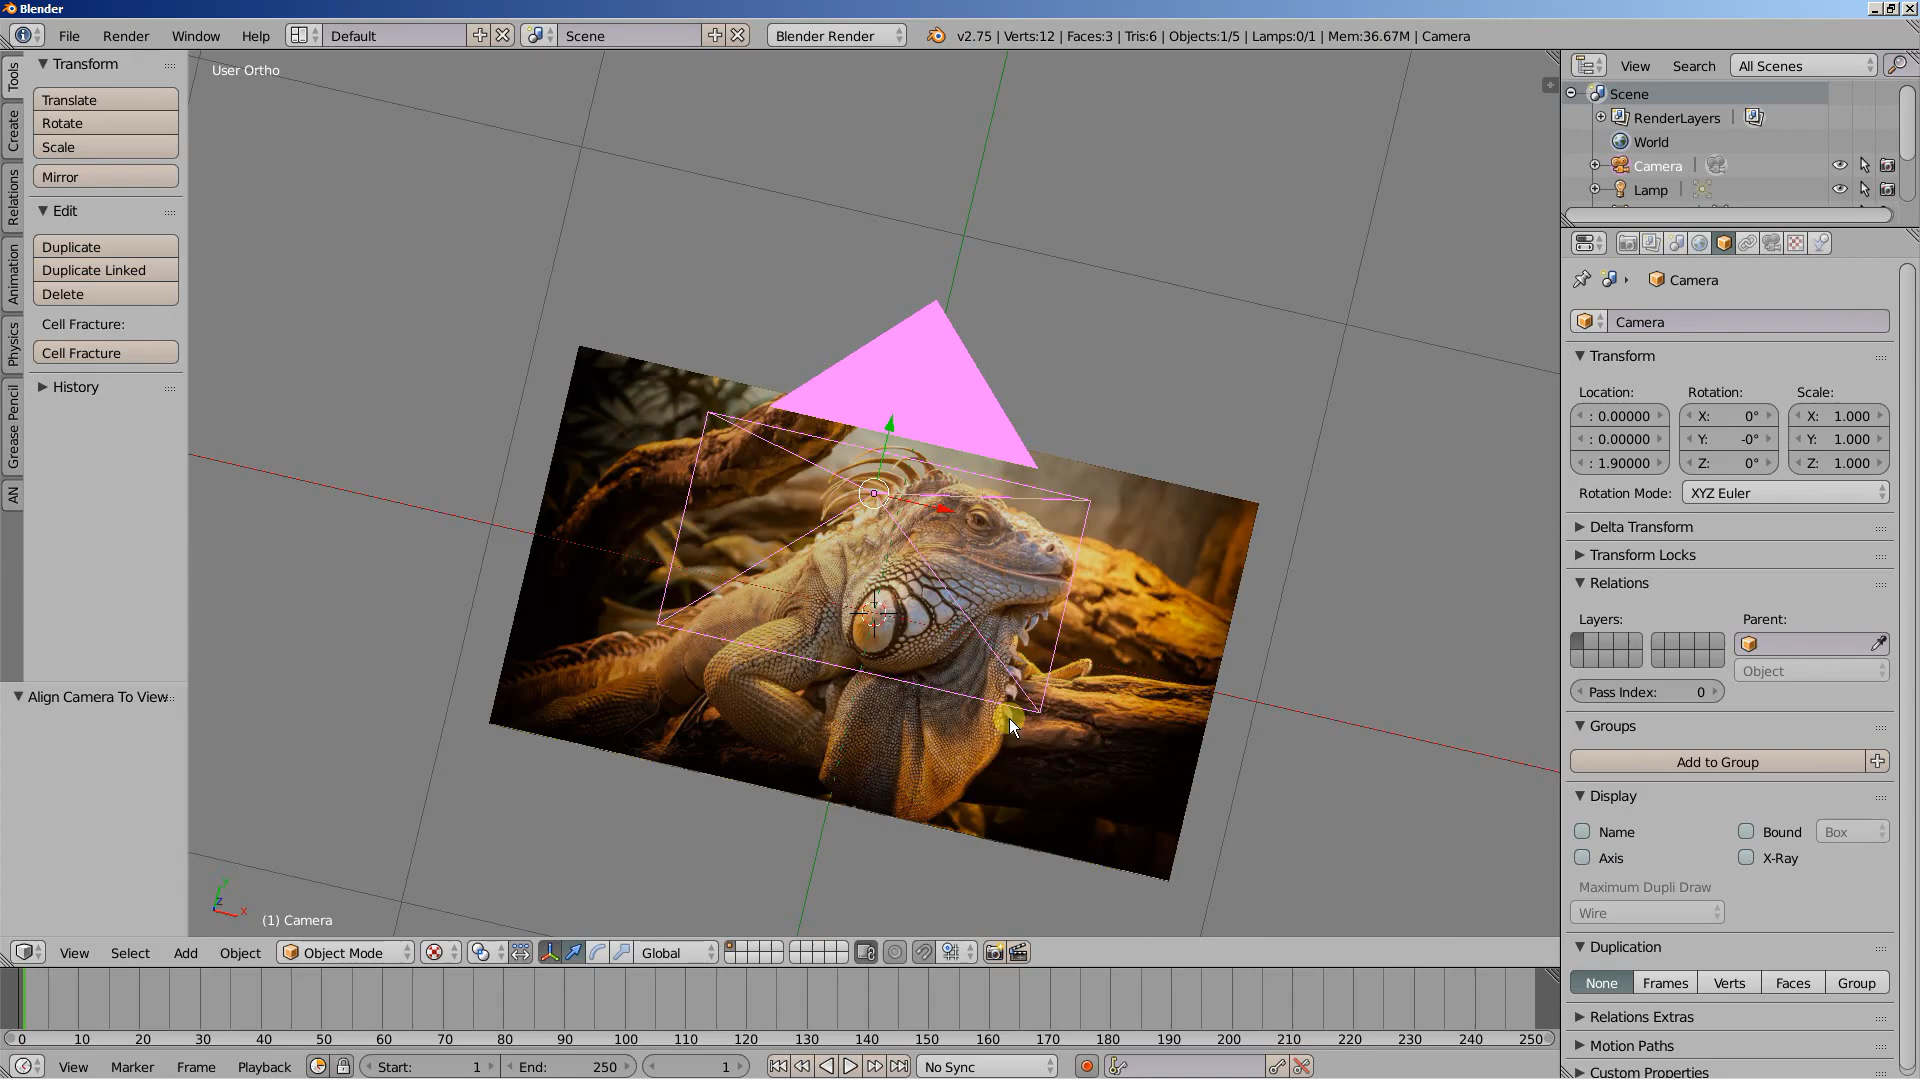 Blender
File Render Window Help Default Scene Blender Render v2.75 | Verts:12 | Faces:3 | Tris:6 | Objects:1/5 | Lamps:0/1 | Mem:36.67M | Camera
Tools
Create
Relations
Animation
Physics
Grease Pencil
AN
Transform
Translate
Rotate
Scale
Mirror
Edit
Duplicate
Duplicate Linked
Delete
Cell Fracture:
Cell Fracture
History
Align Camera To View
User Ortho
y
z
x
(1) Camera
View Select Add Object Object Mode Global
0 10 20 30 40 50 60 70 80 90 100 110 120 130 140 150 160 170 180 190 200 210 220 230 240 250
View Marker Frame Playback Start: 1 End: 250 1 No Sync
View Search All Scenes
Scene
RenderLayers
World
Camera
Lamp
Camera
Camera
Transform
Location: Rotation: Scale:
: 0.00000 X: 0° X: 1.000
: 0.00000 Y: -0° Y: 1.000
: 1.90000 Z: 0° Z: 1.000
Rotation Mode: XYZ Euler
Delta Transform
Transform Locks
Relations
Layers: Parent:
Object
Pass Index: 0
Groups
Add to Group
Display
Name Bound Box
Axis X-Ray
Maximum Dupli Draw
Wire
Duplication
None Frames Verts Faces Group
Relations Extras
Motion Paths
Custom Properties